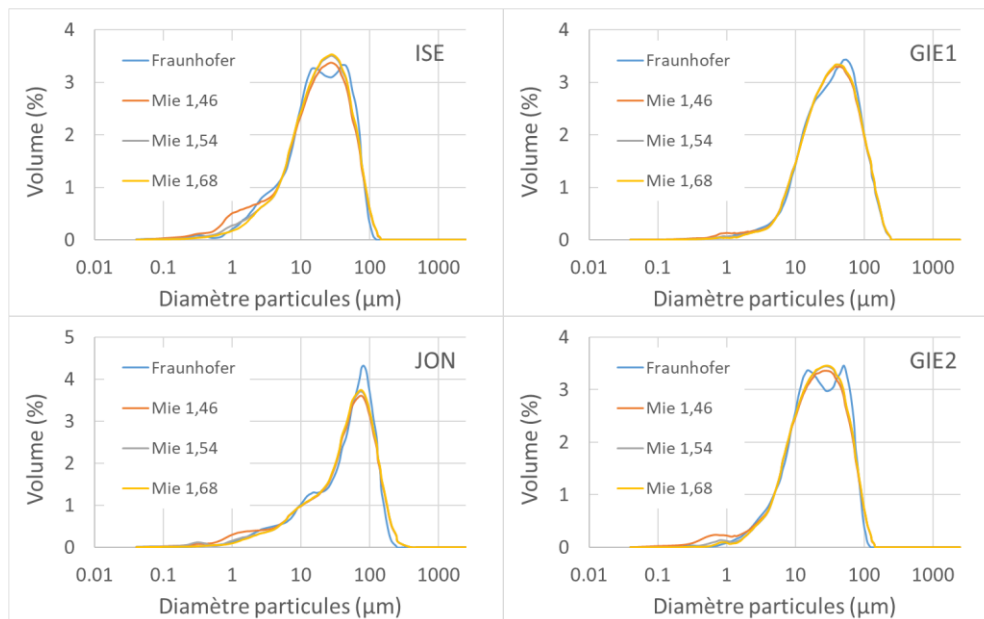 ISE
Volume (%)
4
3
2
1
0
Fraunhofer
Mie 1,46
Mie 1,54
Mie 1,68
0.01 0.1 1 10 100 1000
Diamètre particules (µm)
GIE1
Volume (%)
4
3
2
1
0
Fraunhofer
Mie 1,46
Mie 1,54
Mie 1,68
0.01 0.1 1 10 100 1000
Diamètre particules (µm)
JON
Volume (%)
5
4
3
2
1
0
Fraunhofer
Mie 1,46
Mie 1,54
Mie 1,68
0.01 0.1 1 10 100 1000
Diamètre particules (µm)
GIE2
Volume (%)
4
3
2
1
0
Fraunhofer
Mie 1,46
Mie 1,54
Mie 1,68
0.01 0.1 1 10 100 1000
Diamètre particules (µm)